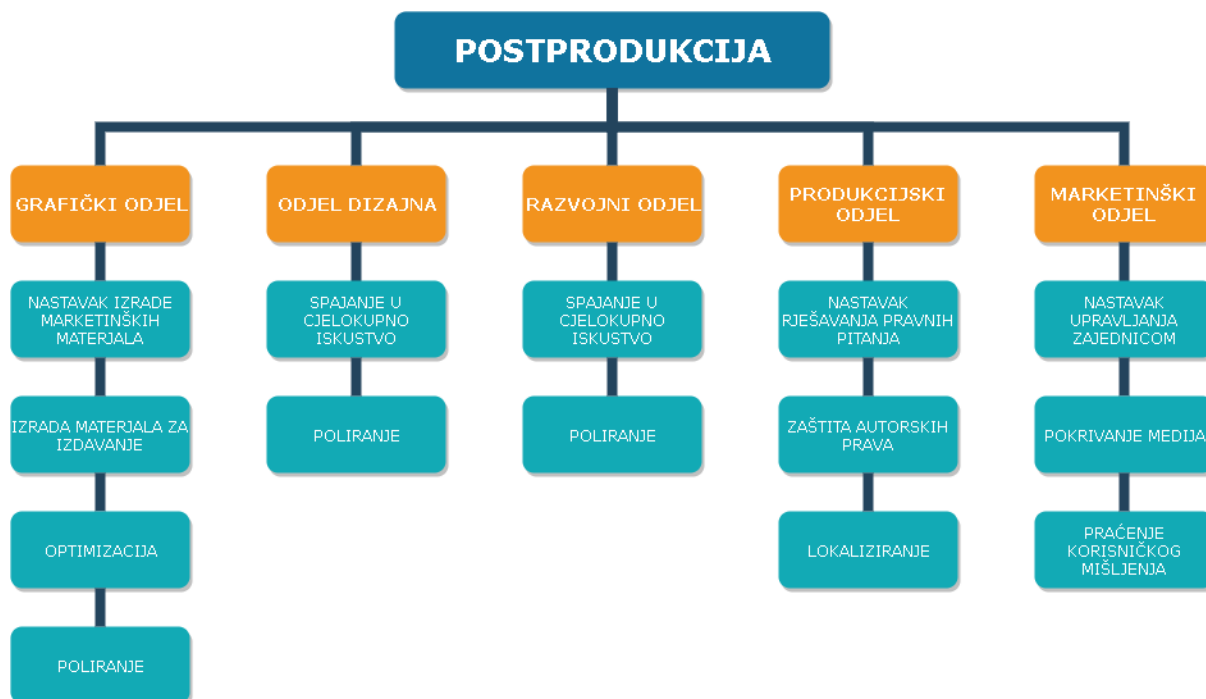 POSTPRODUKCIJA
GRAFIČKI ODJEL
NASTAVAK IZRADE
MARKETINŠKIH
MATERJALA
IZRADA MATERJALA ZA
IZDAVANJE
OPTIMIZACIJA
POLIRANJE
ODJEL DIZAJNA
SPAJANJE U
CJELOKUPNO
ISKUSTVO
POLIRANJE
RAZVOJNI ODJEL
SPAJANJE U
CJELOKUPNO
ISKUSTVO
POLIRANJE
PRODUKCIJSKI
ODJEL
NASTAVAK
RJEŠAVANJA PRAVNIH
PITANJA
ZAŠTITA AUTORSKIH
PRAVA
LOKALIZIRANJE
MARKETINŠKI
ODJEL
NASTAVAK
UPRAVLJANJA
ZAJEDNICOM
POKRIVANJE MEDIJA
PRAĆENJE
KORISNIČKOG
MIŠLJENJA